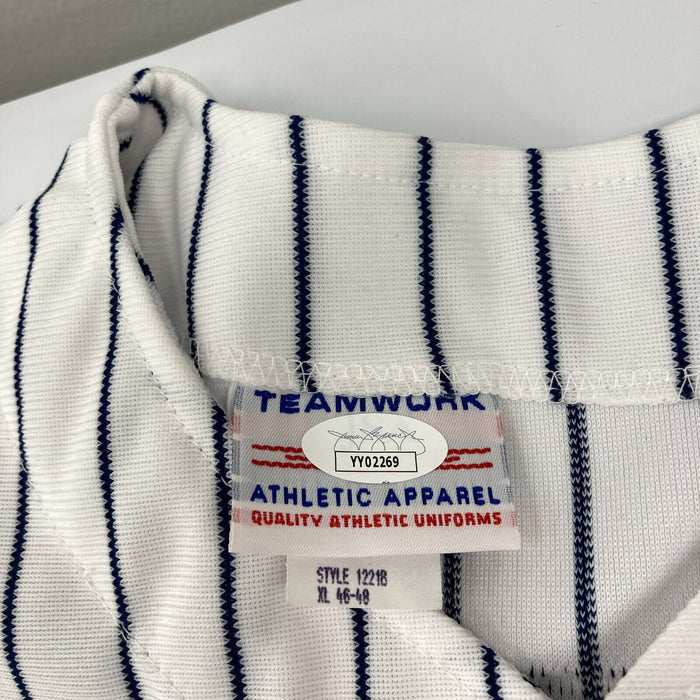 TEAMWORK
YY02269
ATHLETIC APPAREL
QUALITY ATHLETIC UNIFORMS
STYLE 1221B
XL 46-48